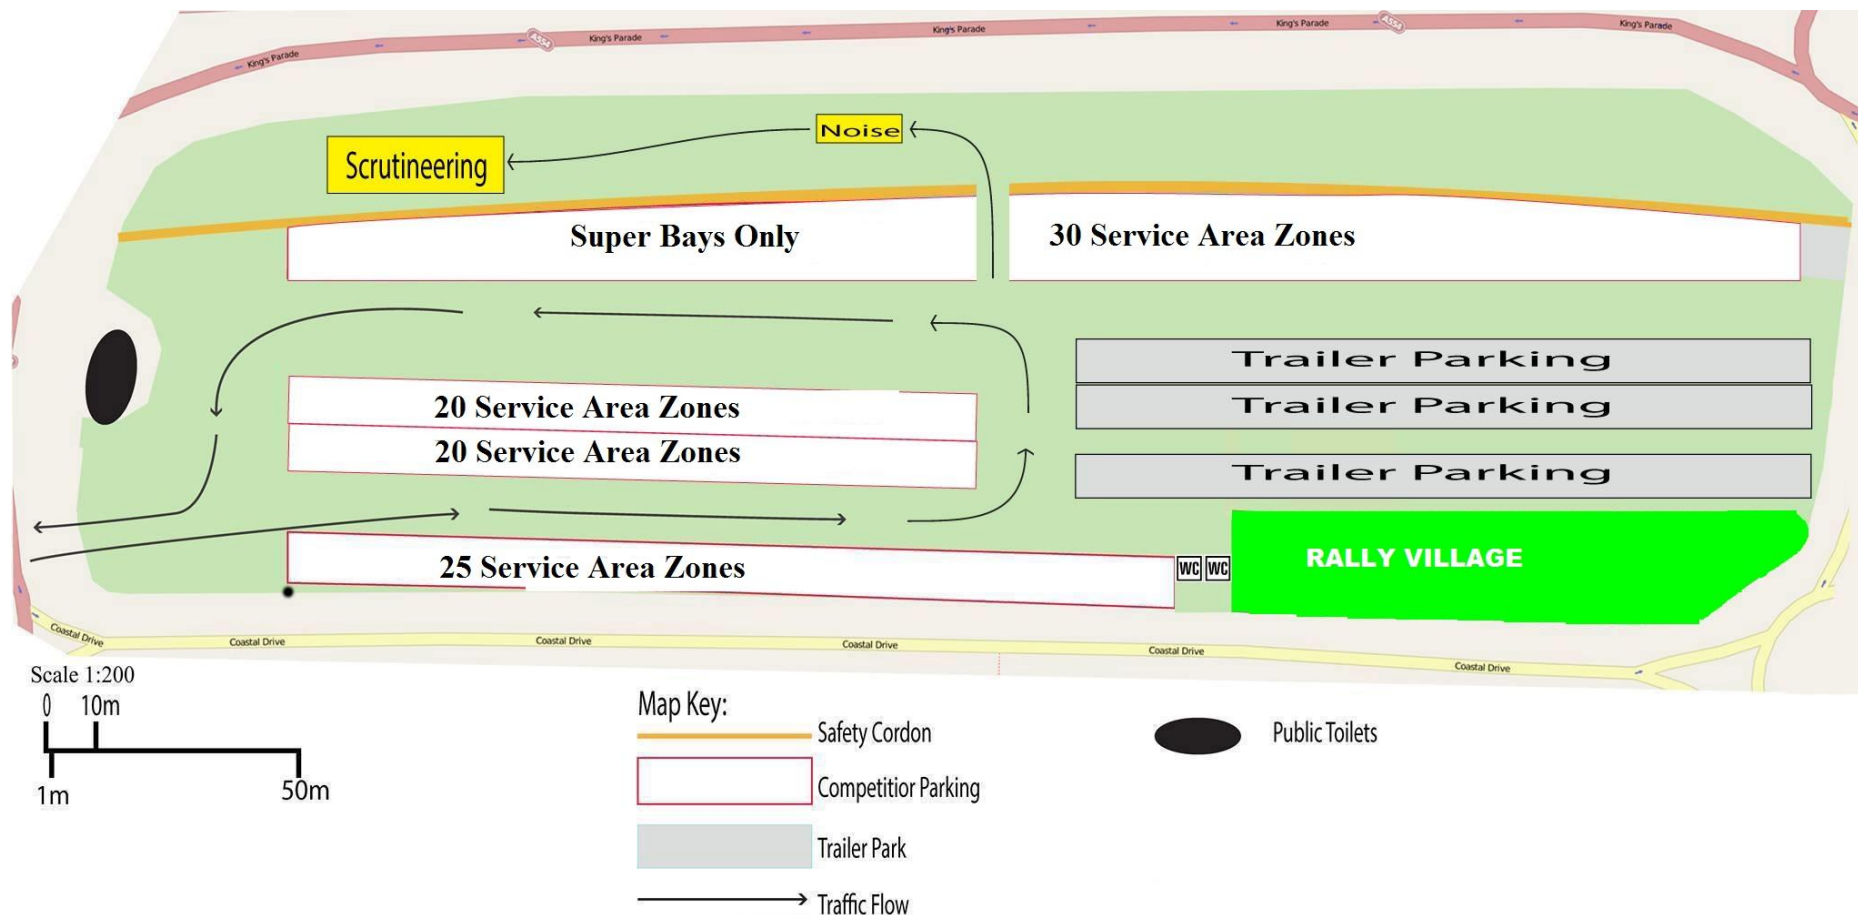 King's Parade
A554
King's Parade
King's Parade
King's Parade
A554
King's Parade
Noise
Scrutineering
Super Bays Only
30 Service Area Zones
Trailer Parking
20 Service Area Zones
Trailer Parking
20 Service Area Zones
Trailer Parking
25 Service Area Zones
WC WC
RALLY VILLAGE
Coastal Drive
Coastal Drive
Coastal Drive
Coastal Drive
Coastal Drive
Coastal Drive
Scale 1:200
0 10m
1m 50m
Map Key:
Safety Cordon
Public Toilets
Competitior Parking
Trailer Park
Traffic Flow